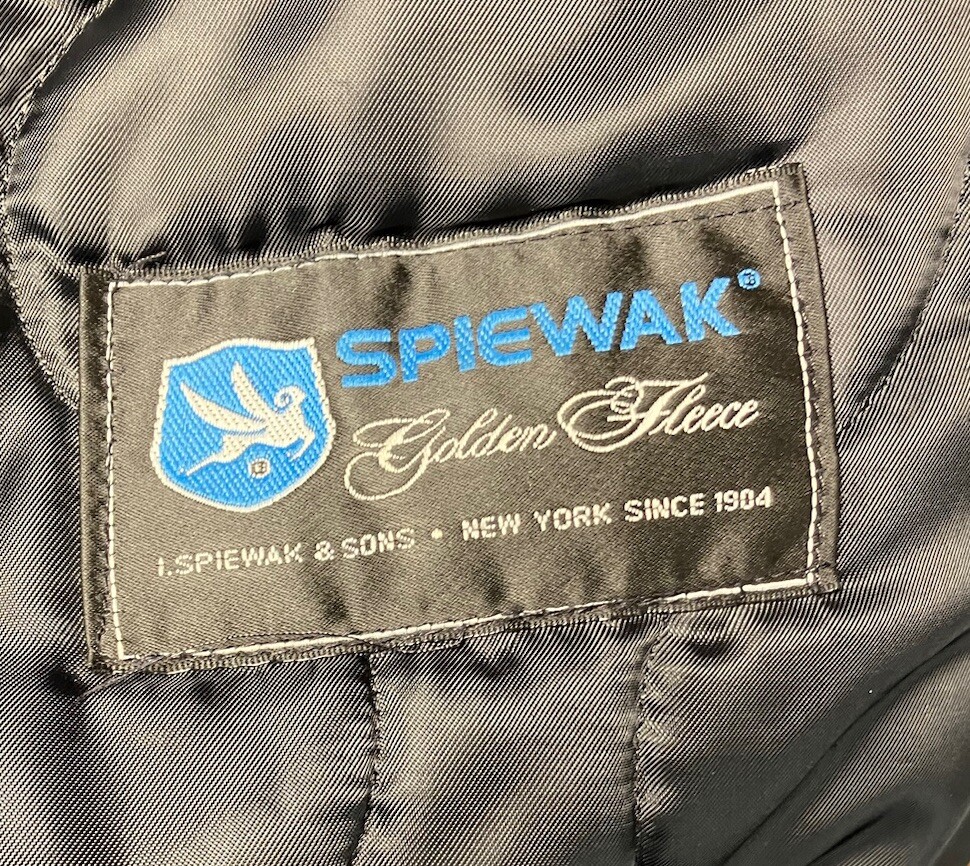 SPIEWAK®
Golden Fleece
I.SPIEWAK & SONS • NEW YORK SINCE 1904